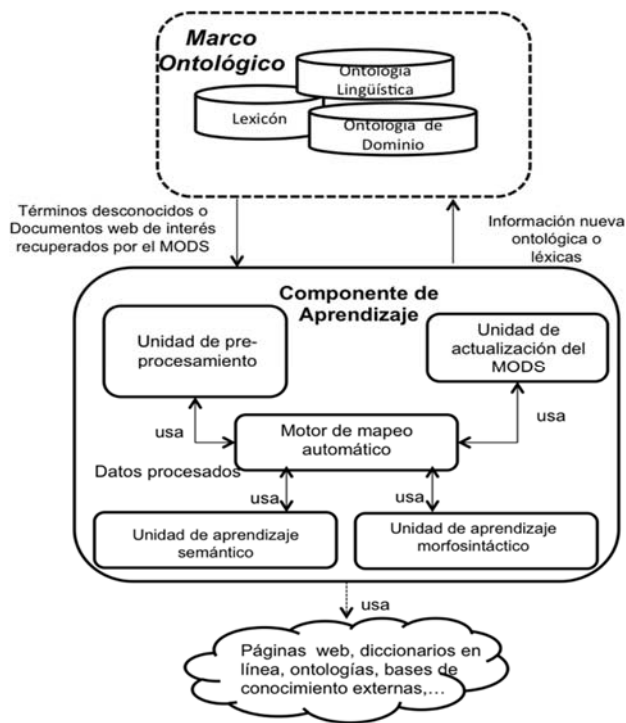 Marco
Ontológico
Ontología
Lingüística
Lexicón
Ontología de
Dominio
Términos desconocidos o
Documentos web de interés
recuperados por el MODS
Información nueva
ontológica o
léxicas
Componente de
Aprendizaje
Unidad de pre-
procesamiento
Unidad de
actualización del
MODS
usa
usa
Motor de mapeo
automático
Datos procesados
usa
usa
Unidad de aprendizaje
semántico
Unidad de aprendizaje
morfosintáctico
usa
Páginas web, diccionarios en
línea, ontologías, bases de
conocimiento externas,...